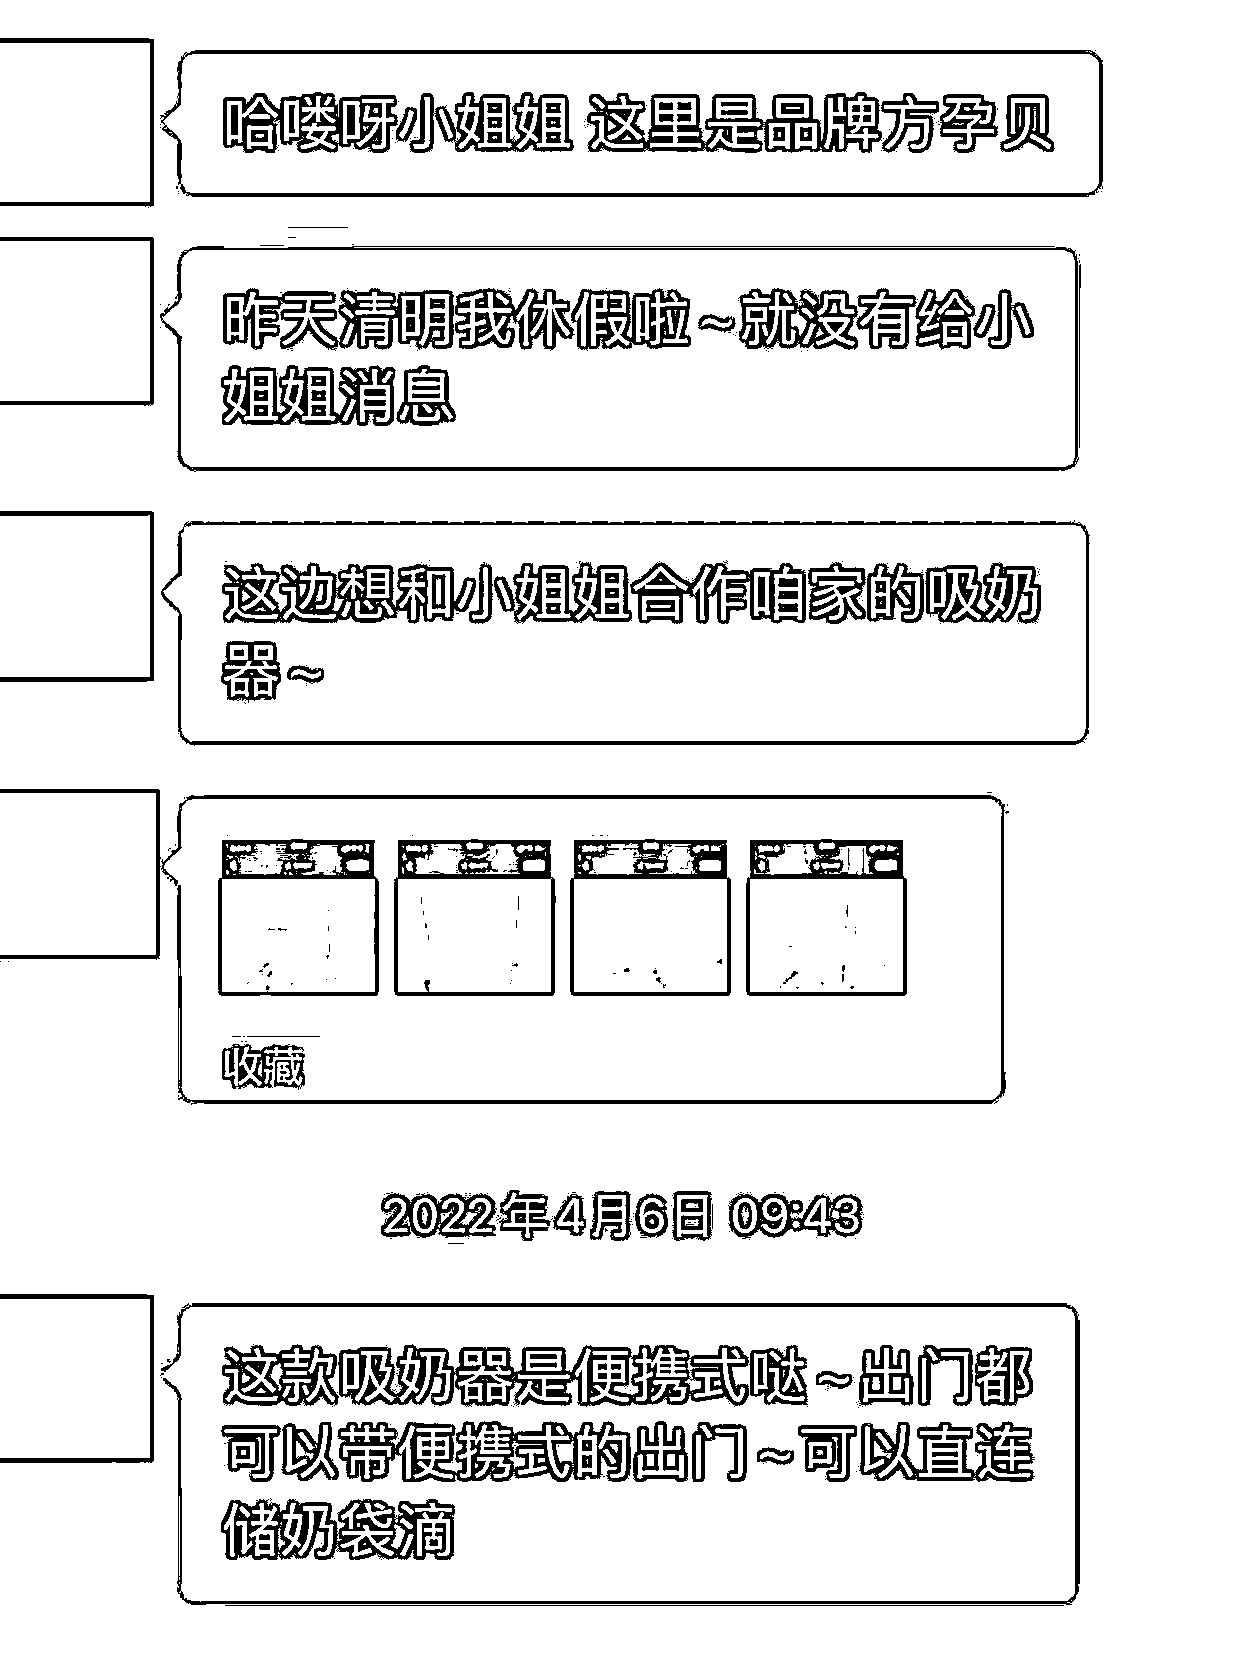 哈喽呀小姐姐 这里是品牌方孕贝
昨天清明我休假啦~就没有给小
姐姐消息
这边想和小姐姐合作咱家的吸奶
器~
收藏
2022年4月6日 09:43
这款吸奶器是便携式哒~出门都
可以带便携式的出门~可以直连
储奶袋滴